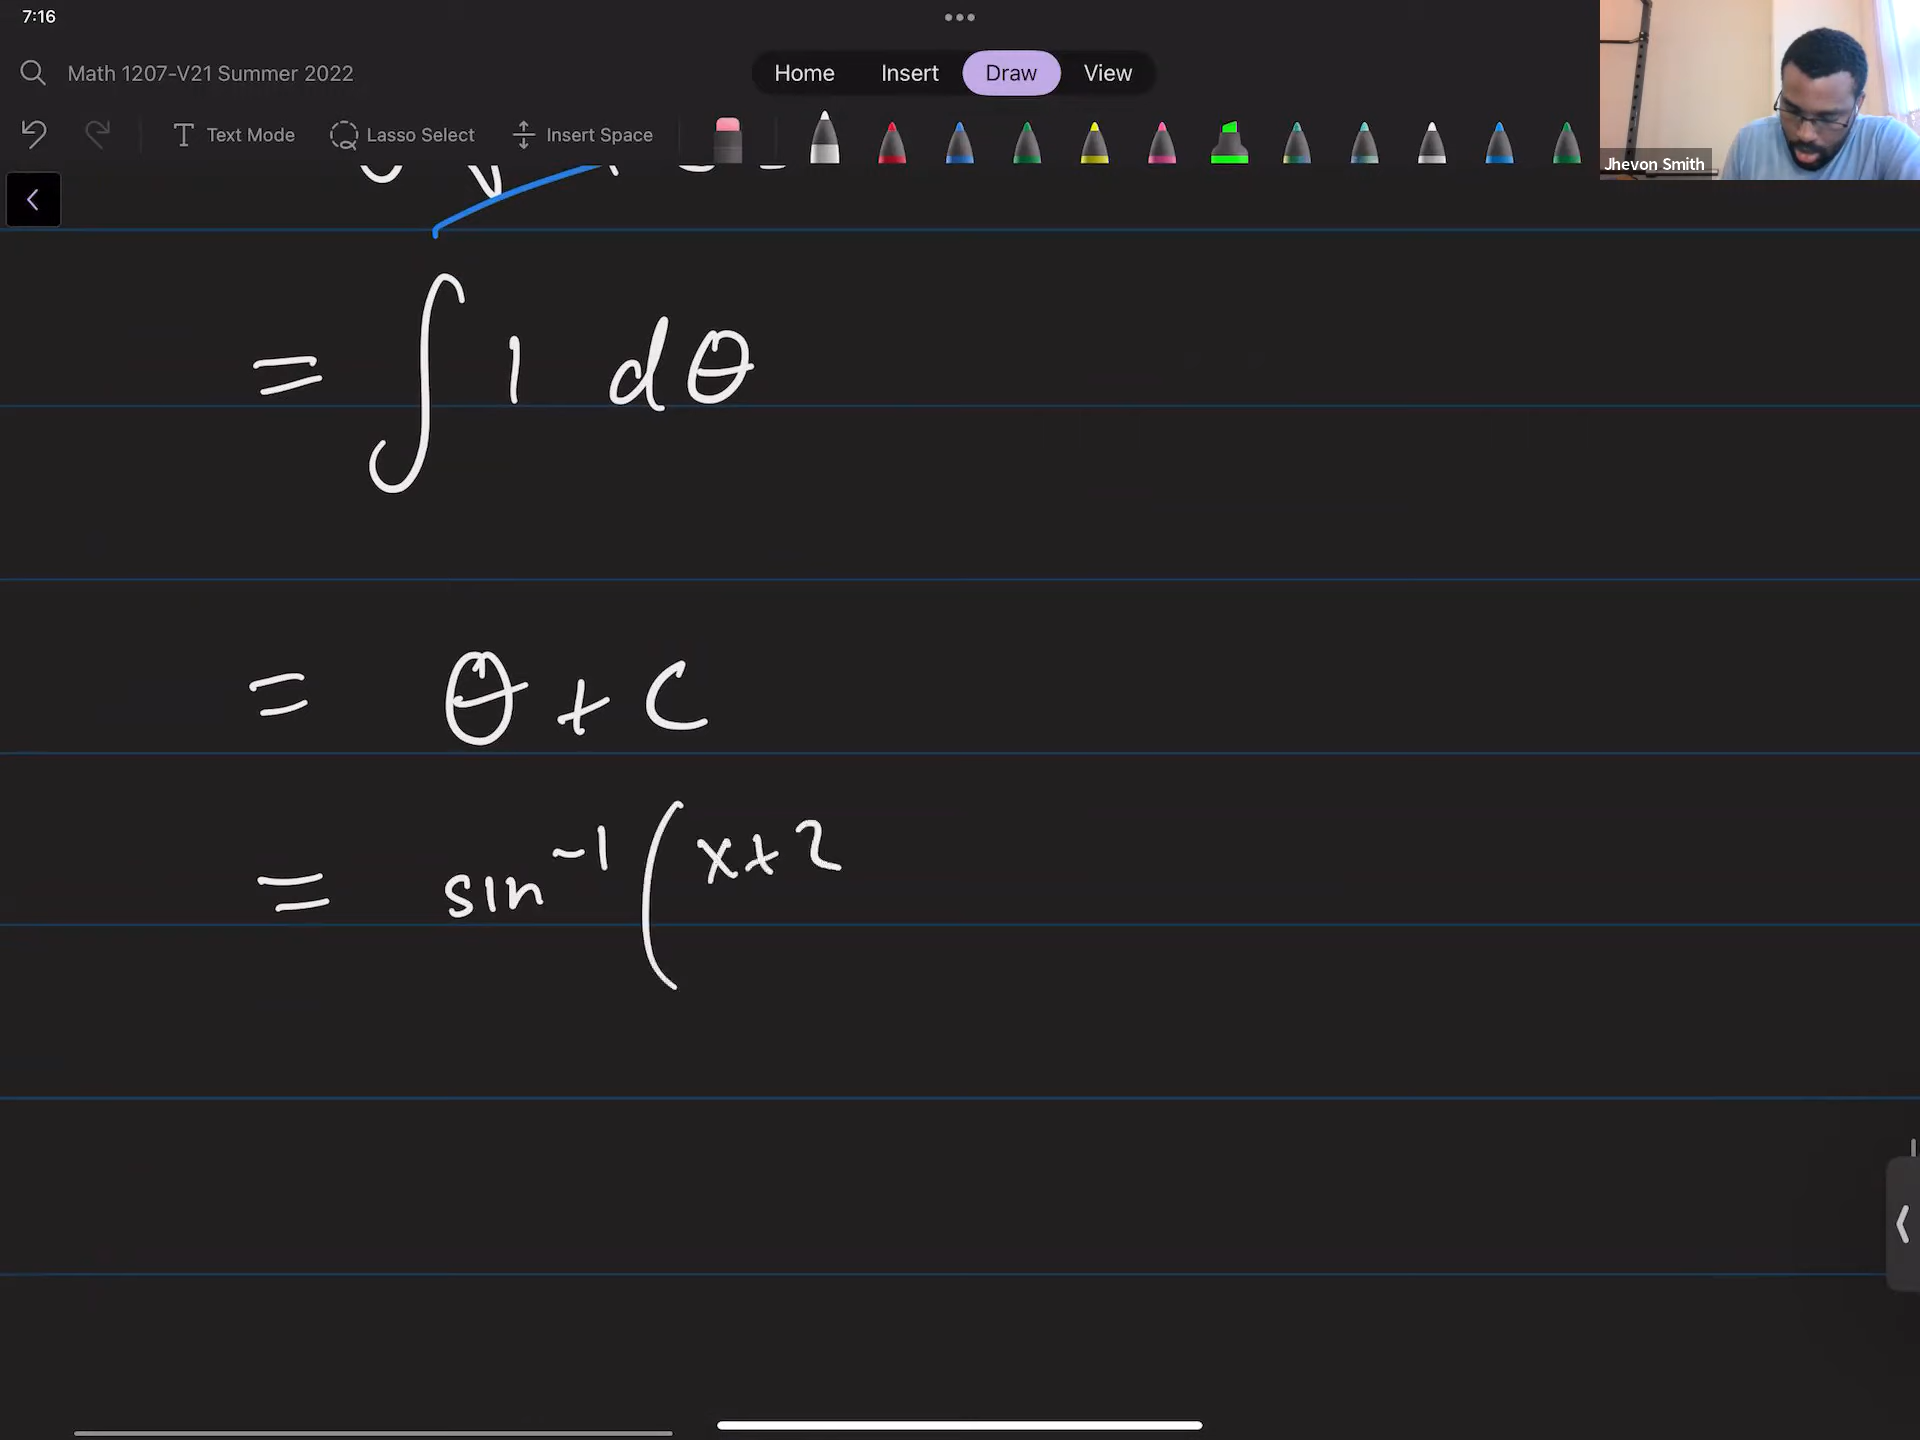 7:16
Math 1207-V21 Summer 2022
Home Insert Draw View
Text Mode Lasso Select Insert Space
Jhevon Smith
= ∫ 1 dθ
= θ + C
= sin⁻¹ ( x+2